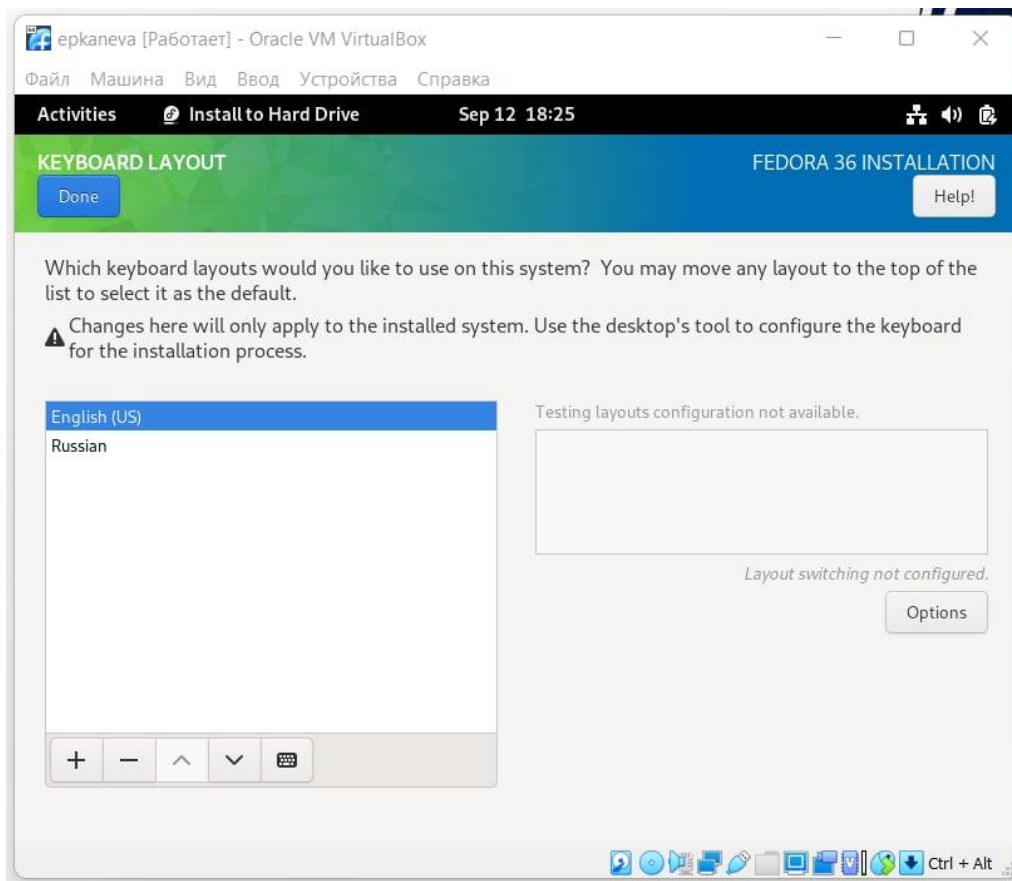 epkaneva [Работает] - Oracle VM VirtualBox
Файл Машина Вид Ввод Устройства Справка
Activities Install to Hard Drive Sep 12 18:25
KEYBOARD LAYOUT FEDORA 36 INSTALLATION
Done Help!
Which keyboard layouts would you like to use on this system? You may move any layout to the top of the
list to select it as the default.
Changes here will only apply to the installed system. Use the desktop's tool to configure the keyboard
for the installation process.
English (US)
Russian
Testing layouts configuration not available.
Layout switching not configured.
Options
Ctrl + Alt